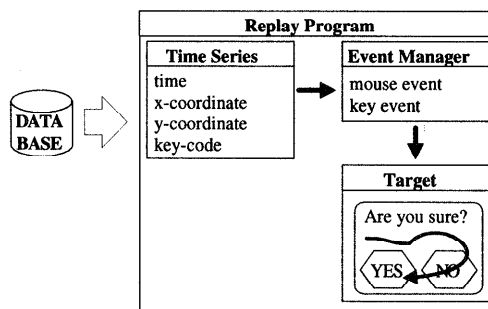 Replay Program
Time Series
time
x-coordinate
y-coordinate
key-code
Event Manager
mouse event
key event
DATA
BASE
Target
Are you sure?
YES
NO